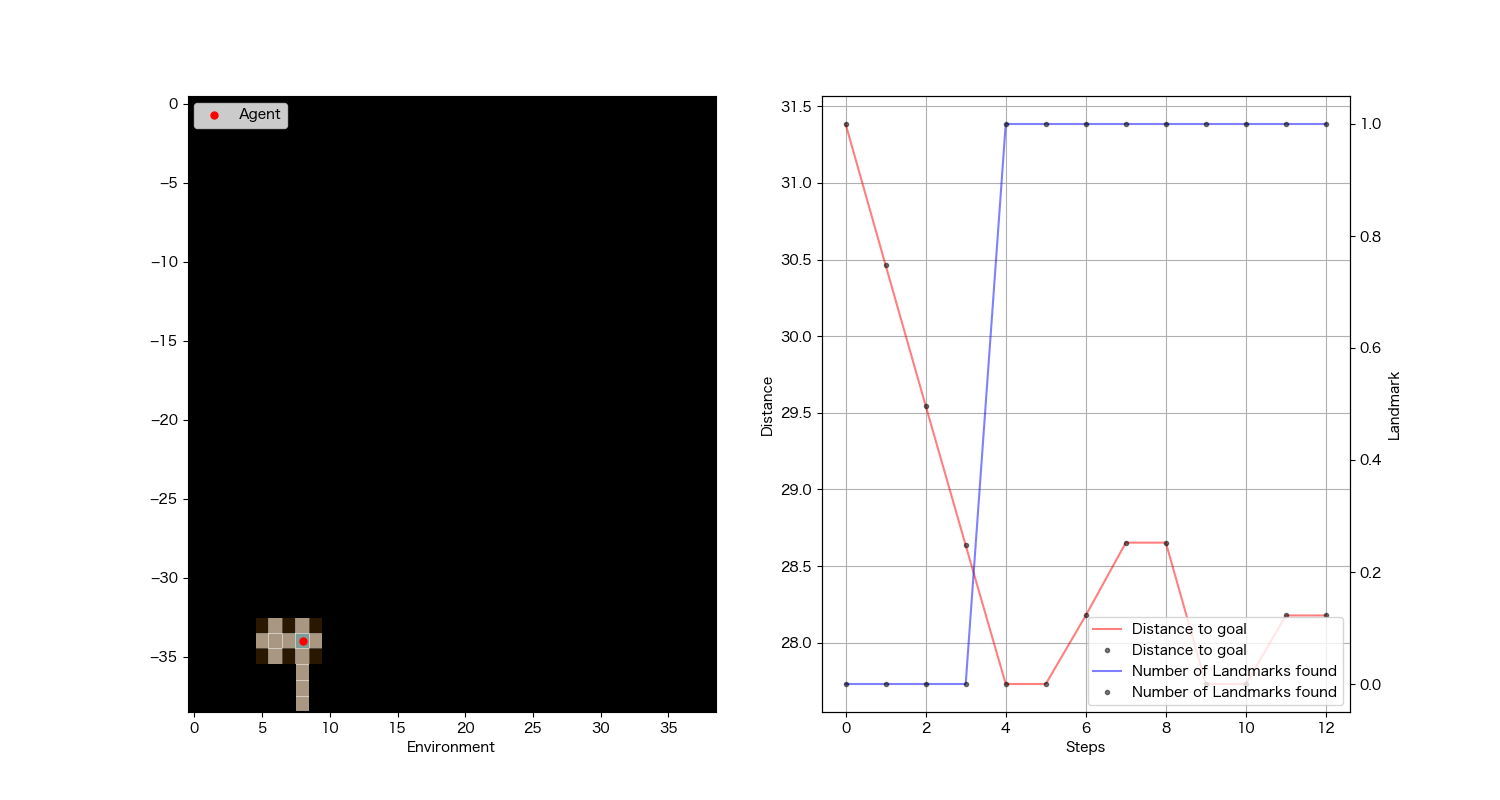 Agent
0
−5
−10
−15
−20
−25
−30
−35
0 5 10 15 20 25 30 35
Environment
31.5
31.0
30.5
30.0
29.5
29.0
28.5
28.0
Distance
1.0
0.8
0.6
0.4
0.2
0.0
Landmark
Distance to goal
Distance to goal
Number of Landmarks found
Number of Landmarks found
0 2 4 6 8 10 12
Steps